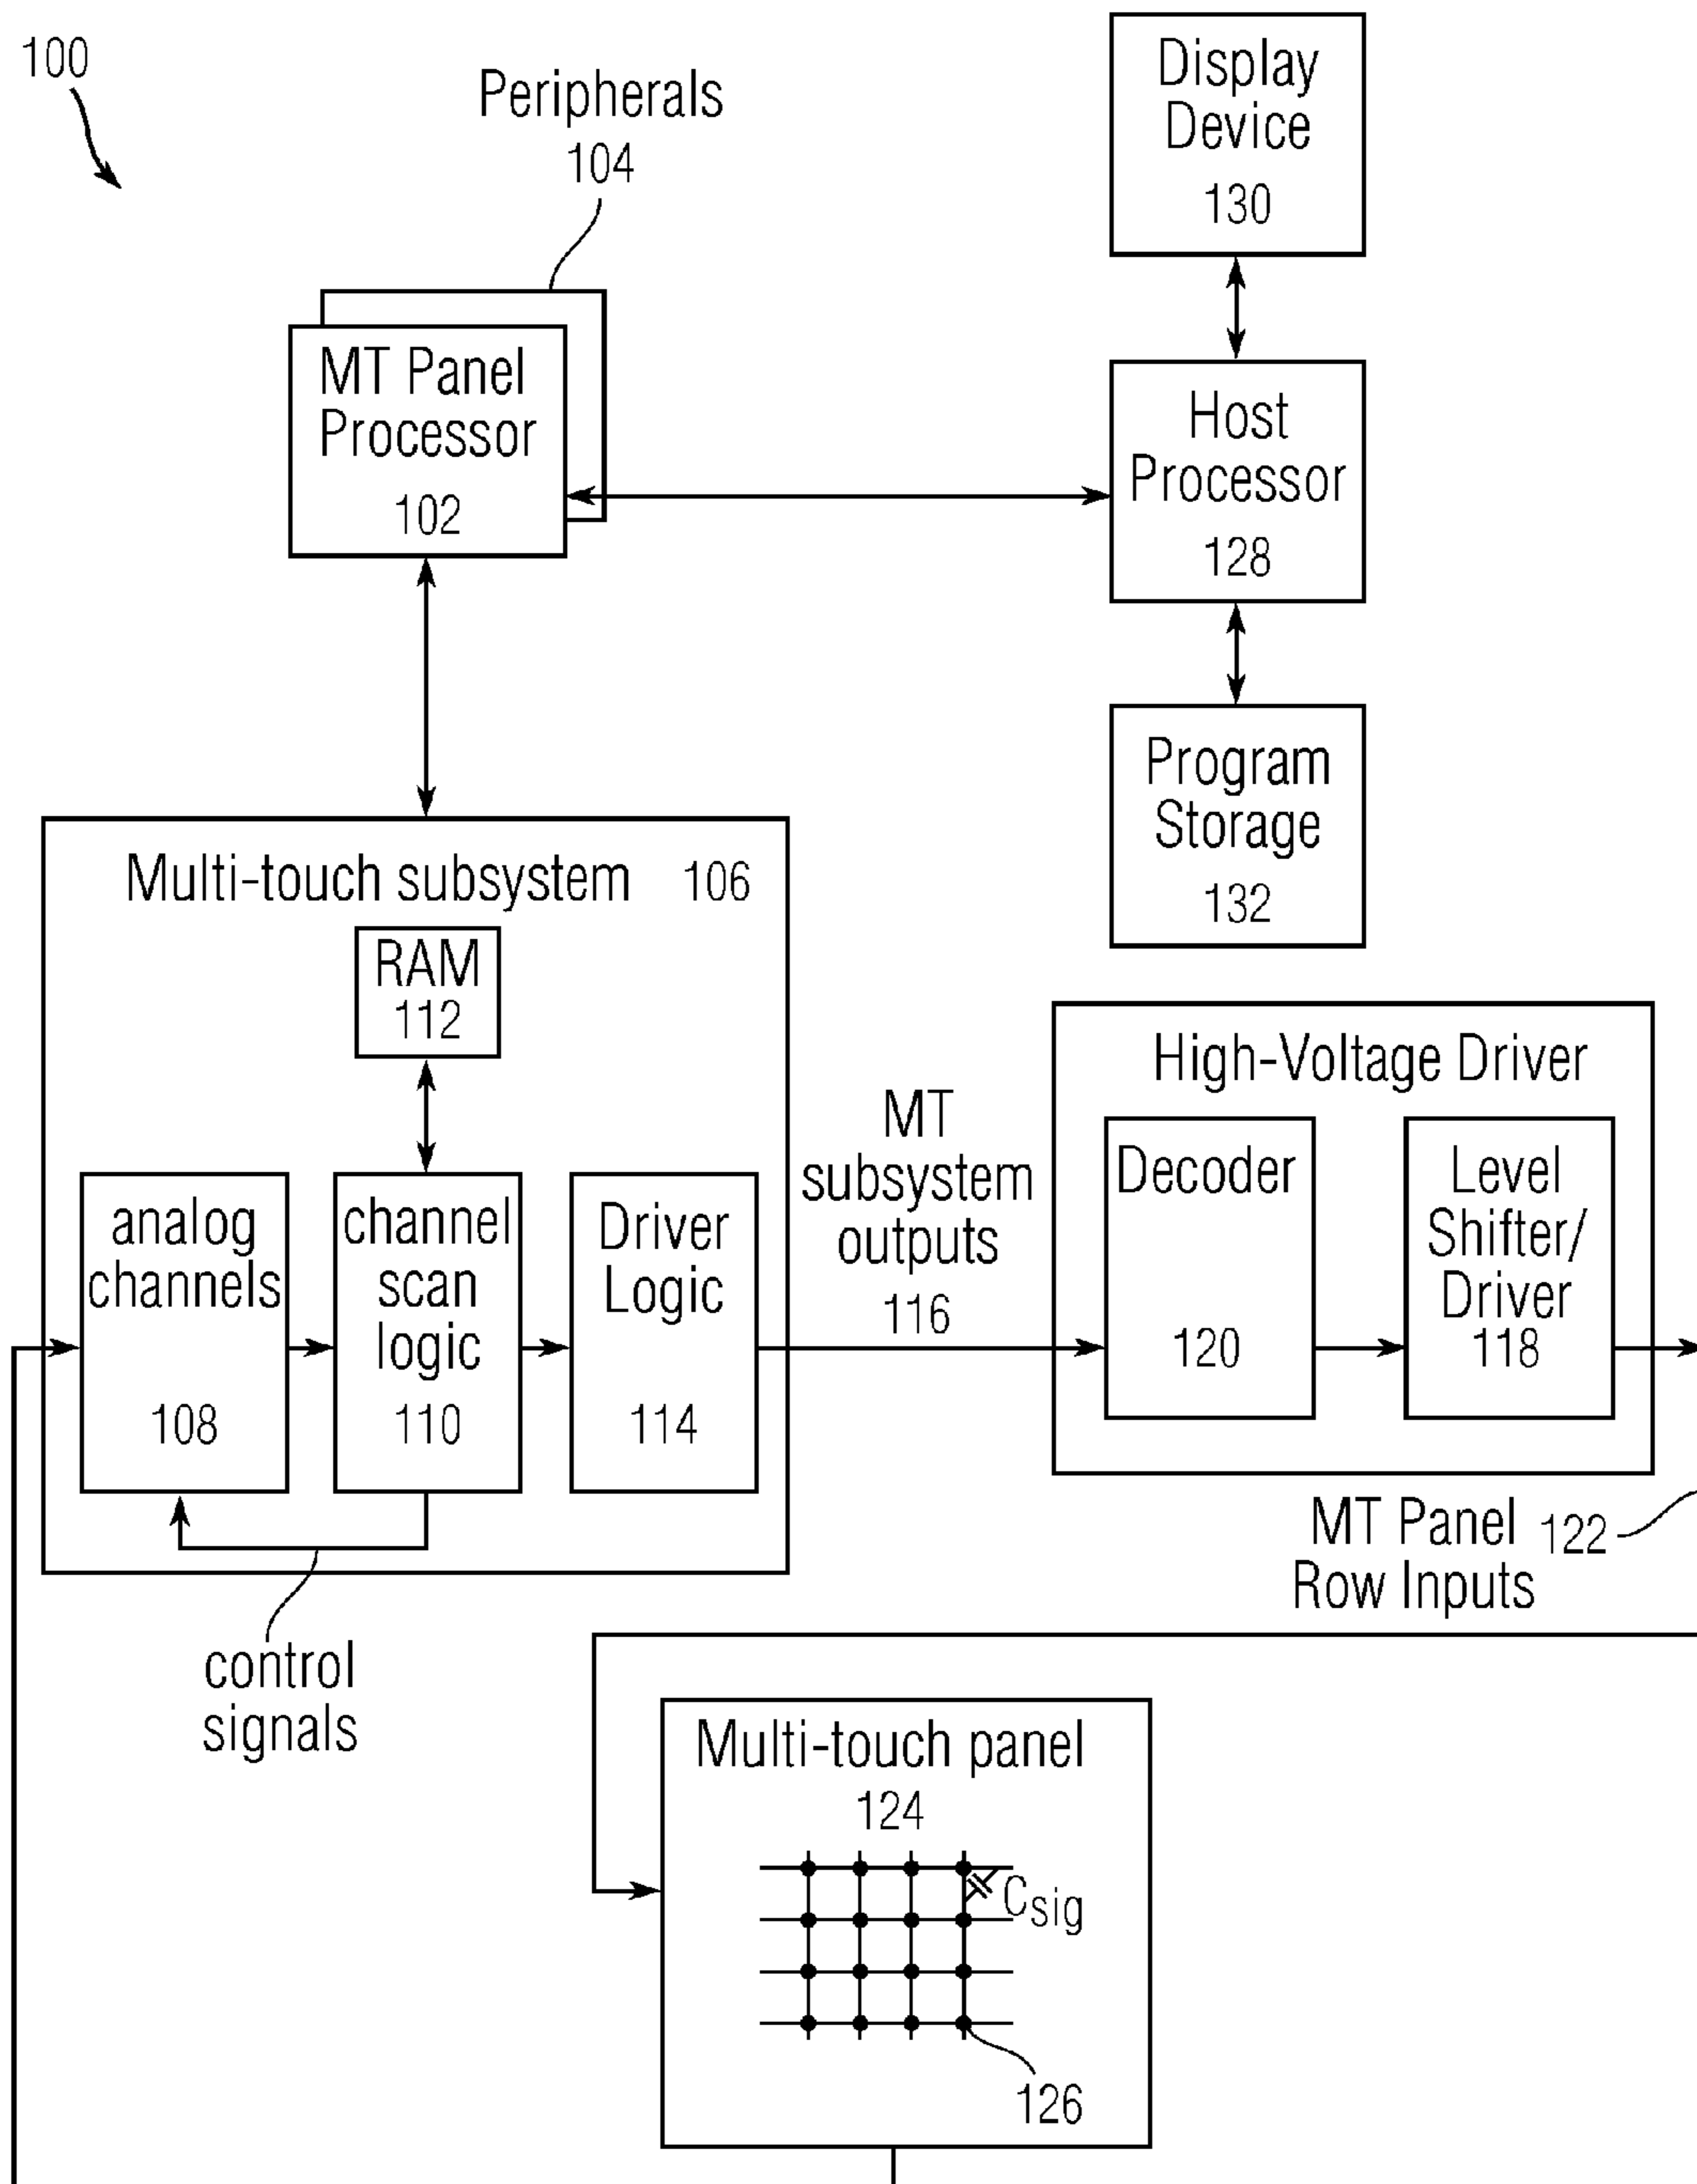 100
Peripherals
104
Display
Device
130
MT Panel
Processor
102
Host
Processor
128
Program
Storage
132
Multi-touch subsystem 106
RAM
112
analog
channels
108
channel
scan
logic
110
Driver
Logic
114
MT
subsystem
outputs
116
High-Voltage Driver
Decoder
120
Level
Shifter/
Driver
118
MT Panel 122
Row Inputs
control
signals
Multi-touch panel
124
Csig
126